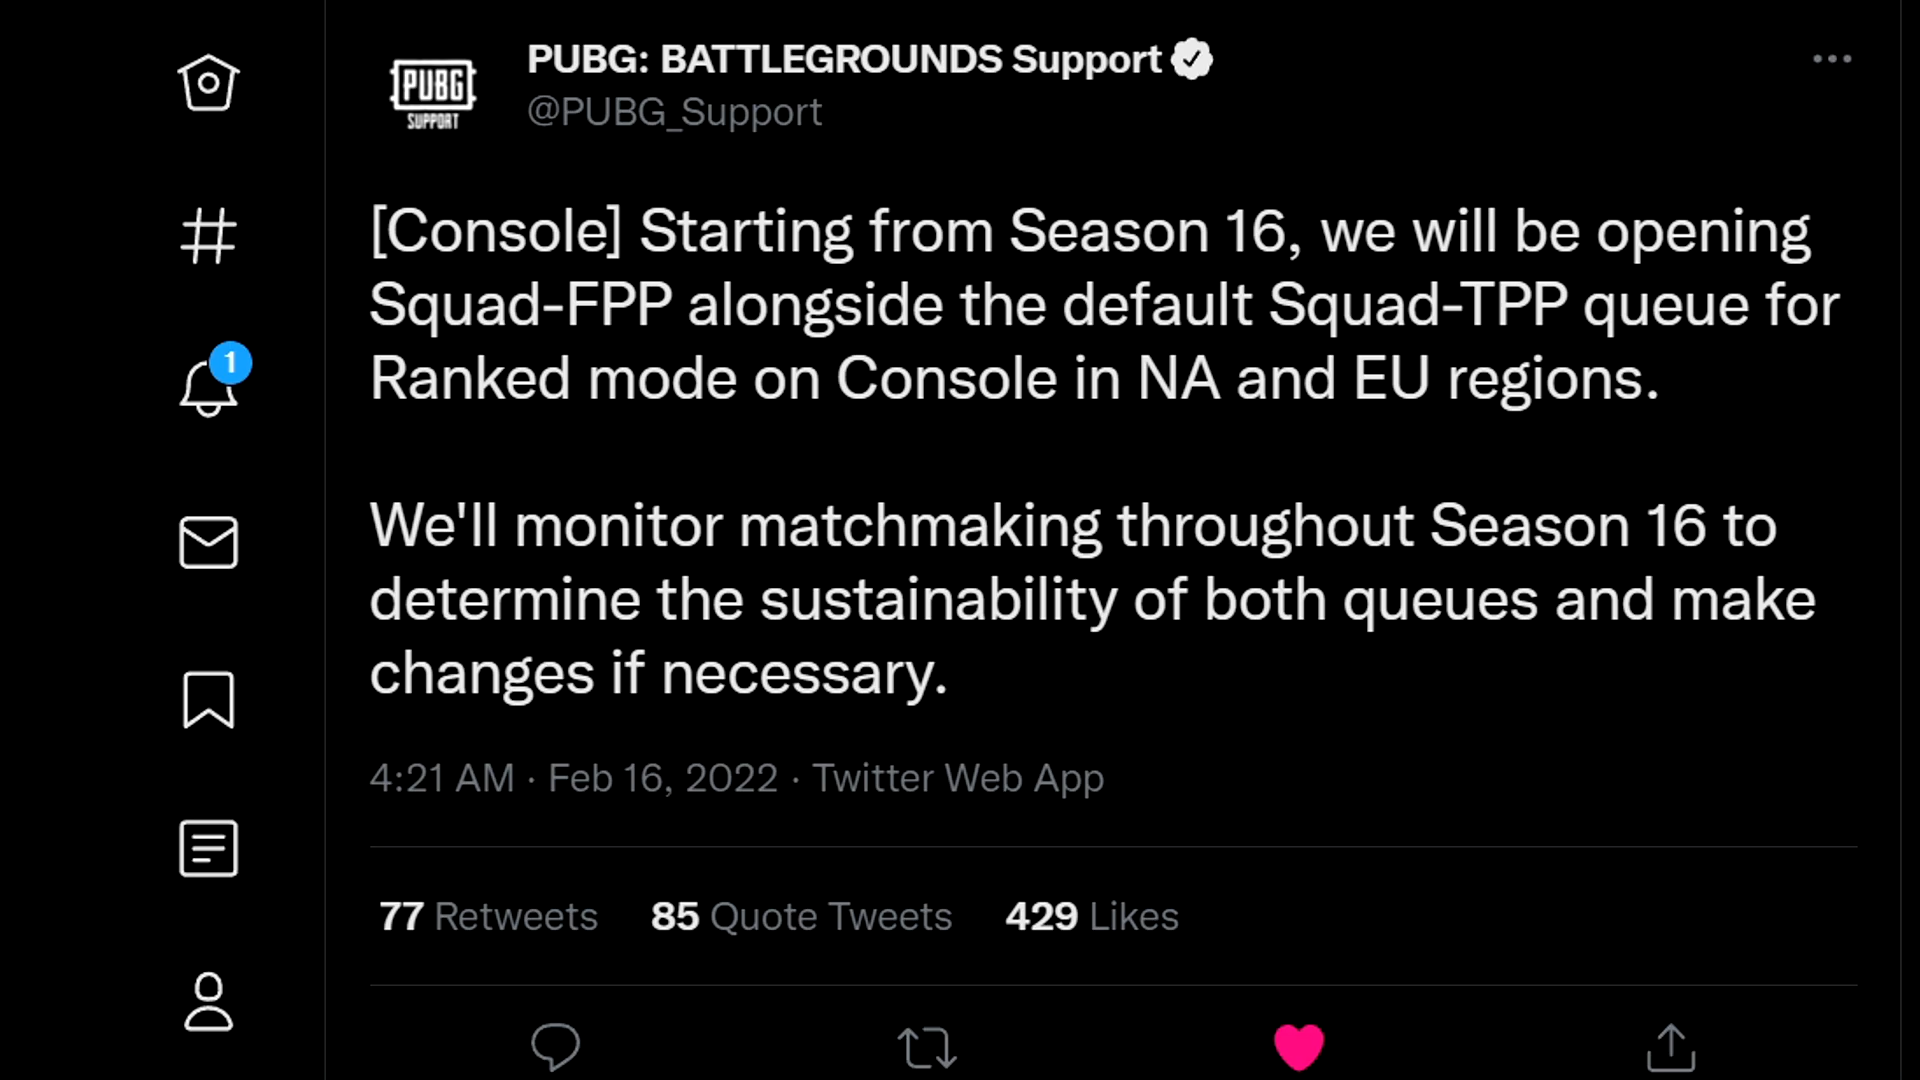 PUBG: BATTLEGROUNDS Support
@PUBG_Support
PUBG
SUPPORT
[Console] Starting from Season 16, we will be opening
Squad-FPP alongside the default Squad-TPP queue for
Ranked mode on Console in NA and EU regions.
We'll monitor matchmaking throughout Season 16 to
determine the sustainability of both queues and make
changes if necessary.
4:21 AM · Feb 16, 2022 · Twitter Web App
77 Retweets 85 Quote Tweets 429 Likes
1